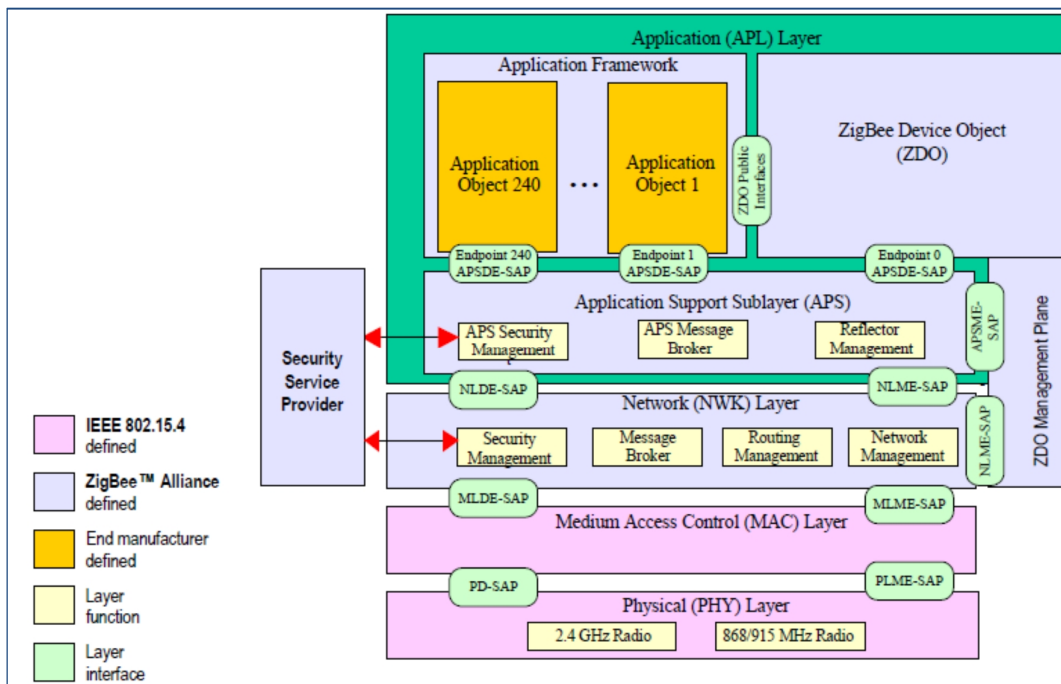 Application (APL) Layer
Application Framework
Application
Object 240
...
Application
Object 1
ZDO Public
Interfaces
ZigBee Device Object
(ZDO)
Endpoint 240
APSDE-SAP
Endpoint 1
APSDE-SAP
Endpoint 0
APSDE-SAP
Application Support Sublayer (APS)
APS Security
Management
APS Message
Broker
Reflector
Management
APSME-
SAP
Security
Service
Provider
NLDE-SAP
NLME-SAP
Network (NWK) Layer
Security
Management
Message
Broker
Routing
Management
Network
Management
NLME-SAP
ZDO Management Plane
MLDE-SAP
MLME-SAP
Medium Access Control (MAC) Layer
PD-SAP
PLME-SAP
Physical (PHY) Layer
2.4 GHz Radio
868/915 MHz Radio
IEEE 802.15.4
defined
ZigBee™ Alliance
defined
End manufacturer
defined
Layer
function
Layer
interface